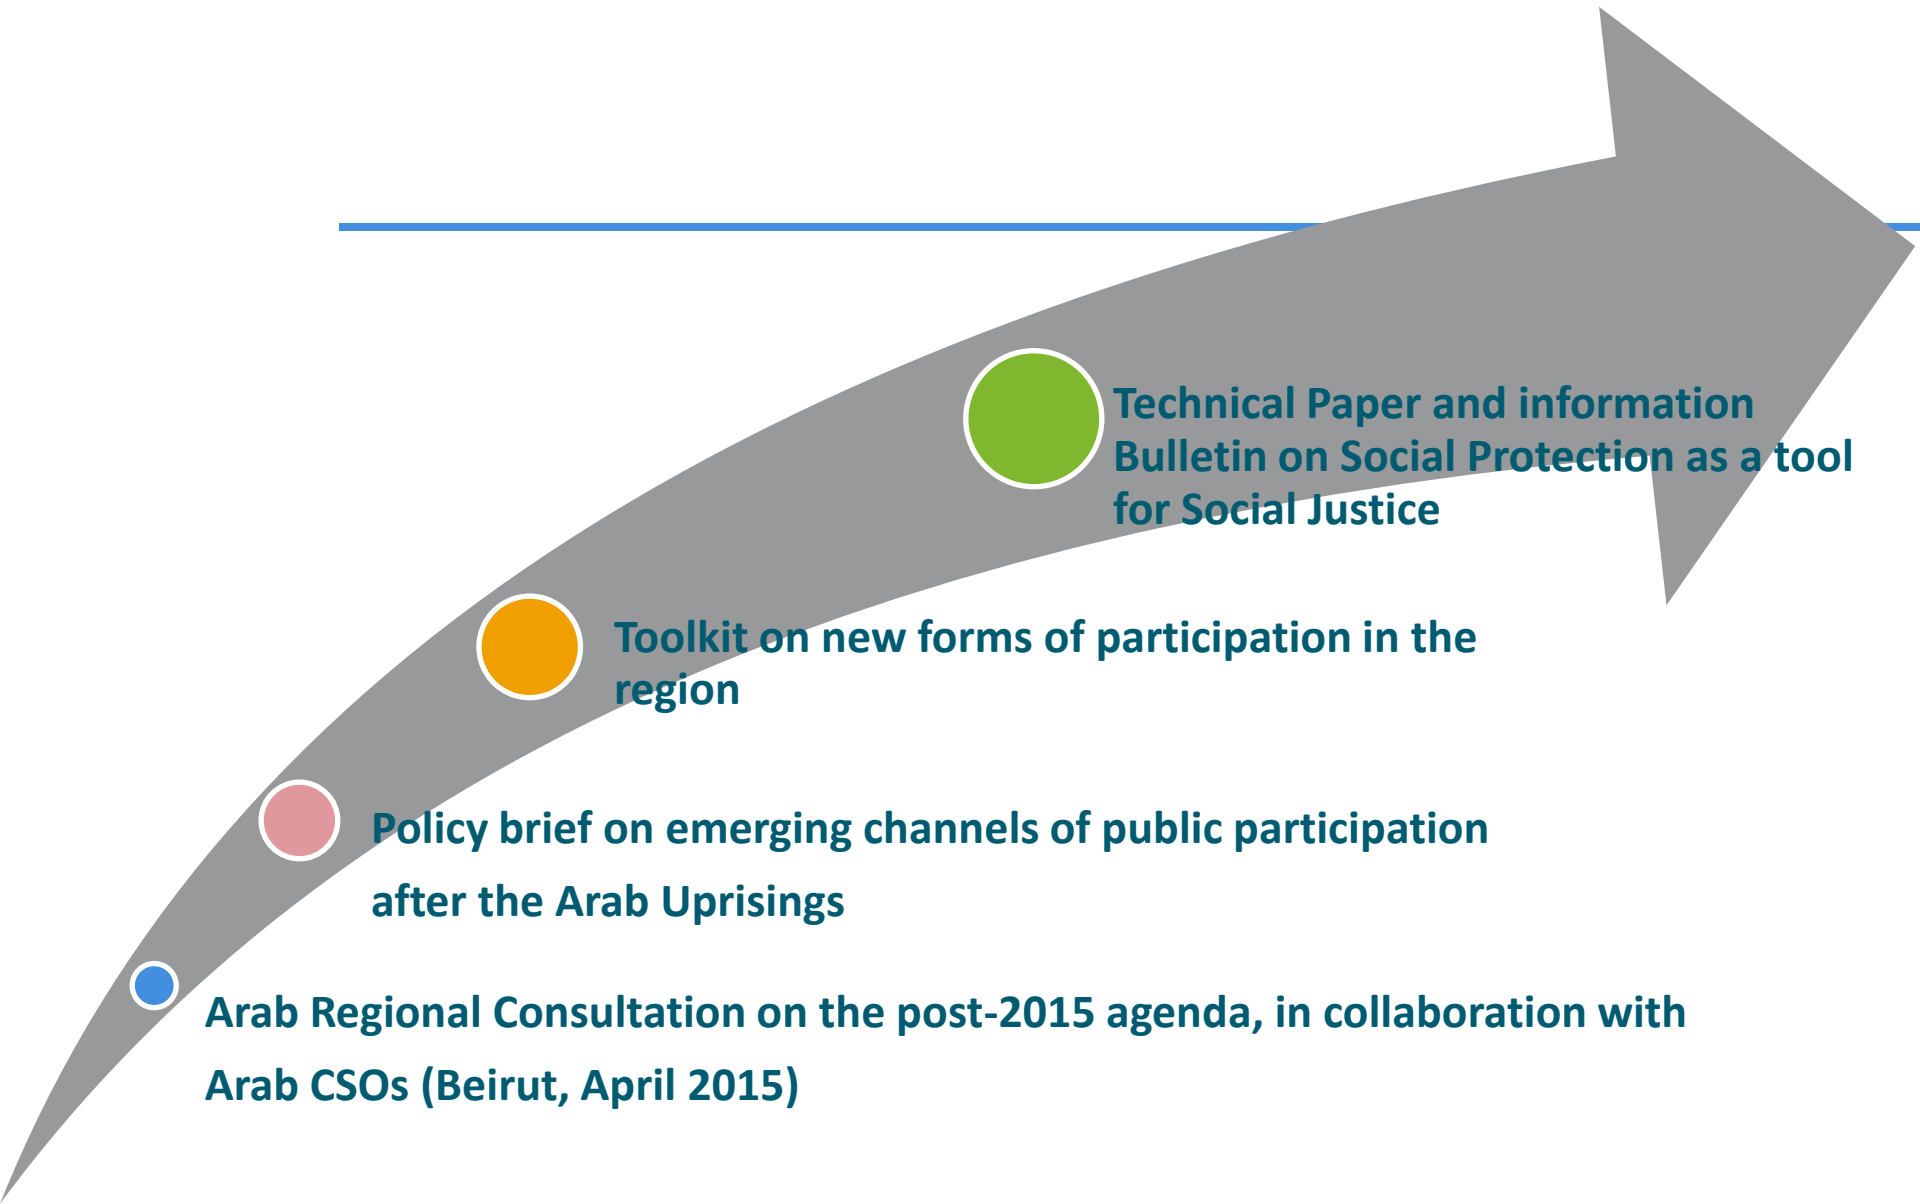 Technical Paper and information
Bulletin on Social Protection as a tool
for Social Justice
Toolkit on new forms of participation in the
region
Policy brief on emerging channels of public participation
after the Arab Uprisings
Arab Regional Consultation on the post-2015 agenda, in collaboration with
Arab CSOs (Beirut, April 2015)